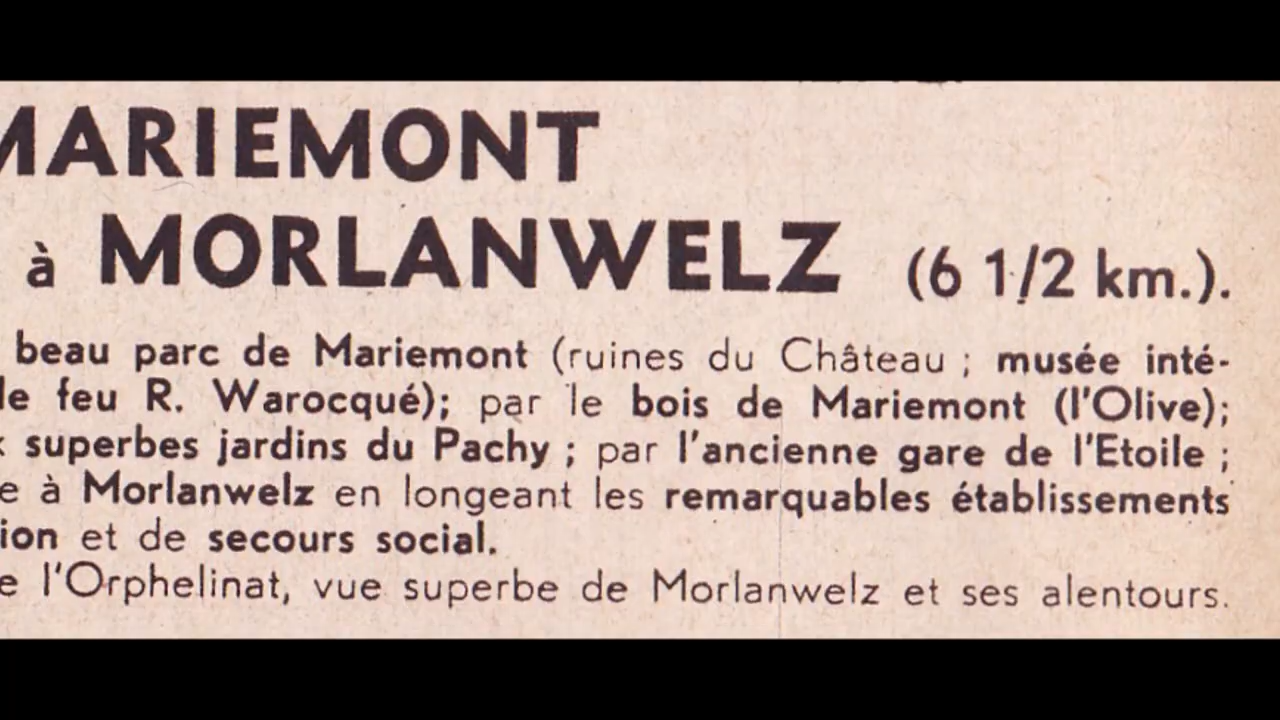 MARIEMONT
à MORLANWELZ (6 1/2 km.).
beau parc de Mariemont (ruines du Château ; musée inté-
feu R. Warocqué); par le bois de Mariemont (l'Olive);
superbes jardins du Pachy ; par l'ancienne gare de l'Etoile ;
à Morlanwelz en longeant les remarquables établissements
et de secours social.
l'Orphelinat, vue superbe de Morlanwelz et ses alentours.